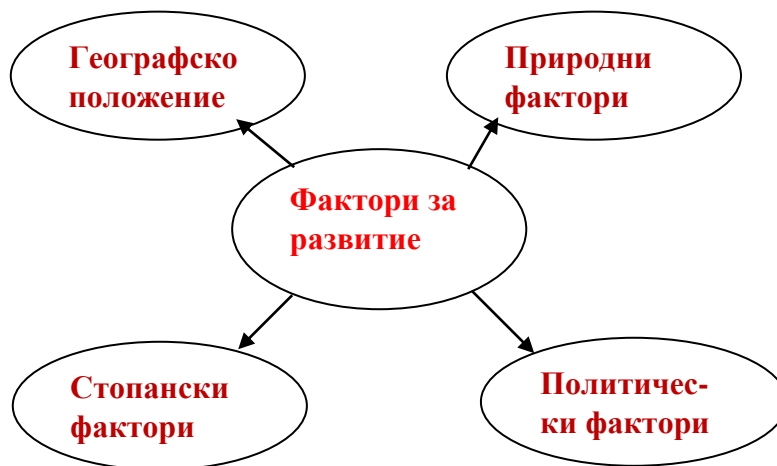 Географско
положение
Природни
фактори
Фактори за
развитие
Стопански
фактори
Политичес-
ки фактори